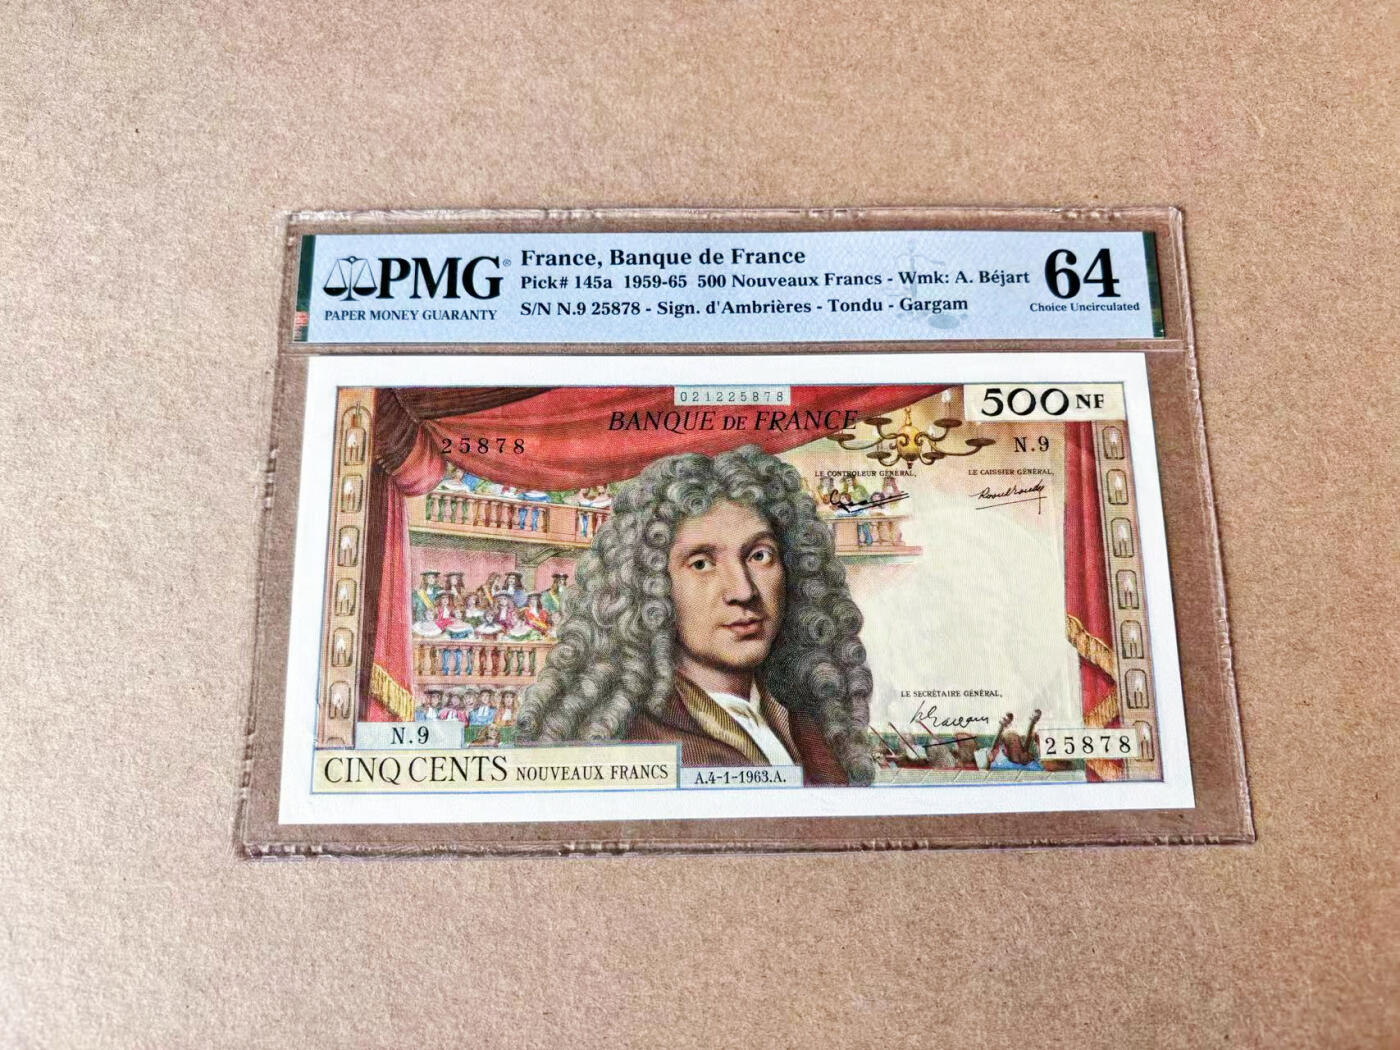 PMG®
PAPER MONEY GUARANTY
France, Banque de France
Pick# 145a 1959-65 500 Nouveaux Francs - Wmk: A. Béjart
S/N N.9 25878 - Sign. d'Ambrières - Tondu - Gargam
64
Choice Uncirculated
021225878
BANQUE DE FRANCE
500 NF
25878
N.9
LE CONTROLEUR GÉNÉRAL,
LE CAISSIER GÉNÉRAL,
LE SECRÉTAIRE GÉNÉRAL,
N.9
25878
CINQ CENTS NOUVEAUX FRANCS
A.4-1-1963.A.